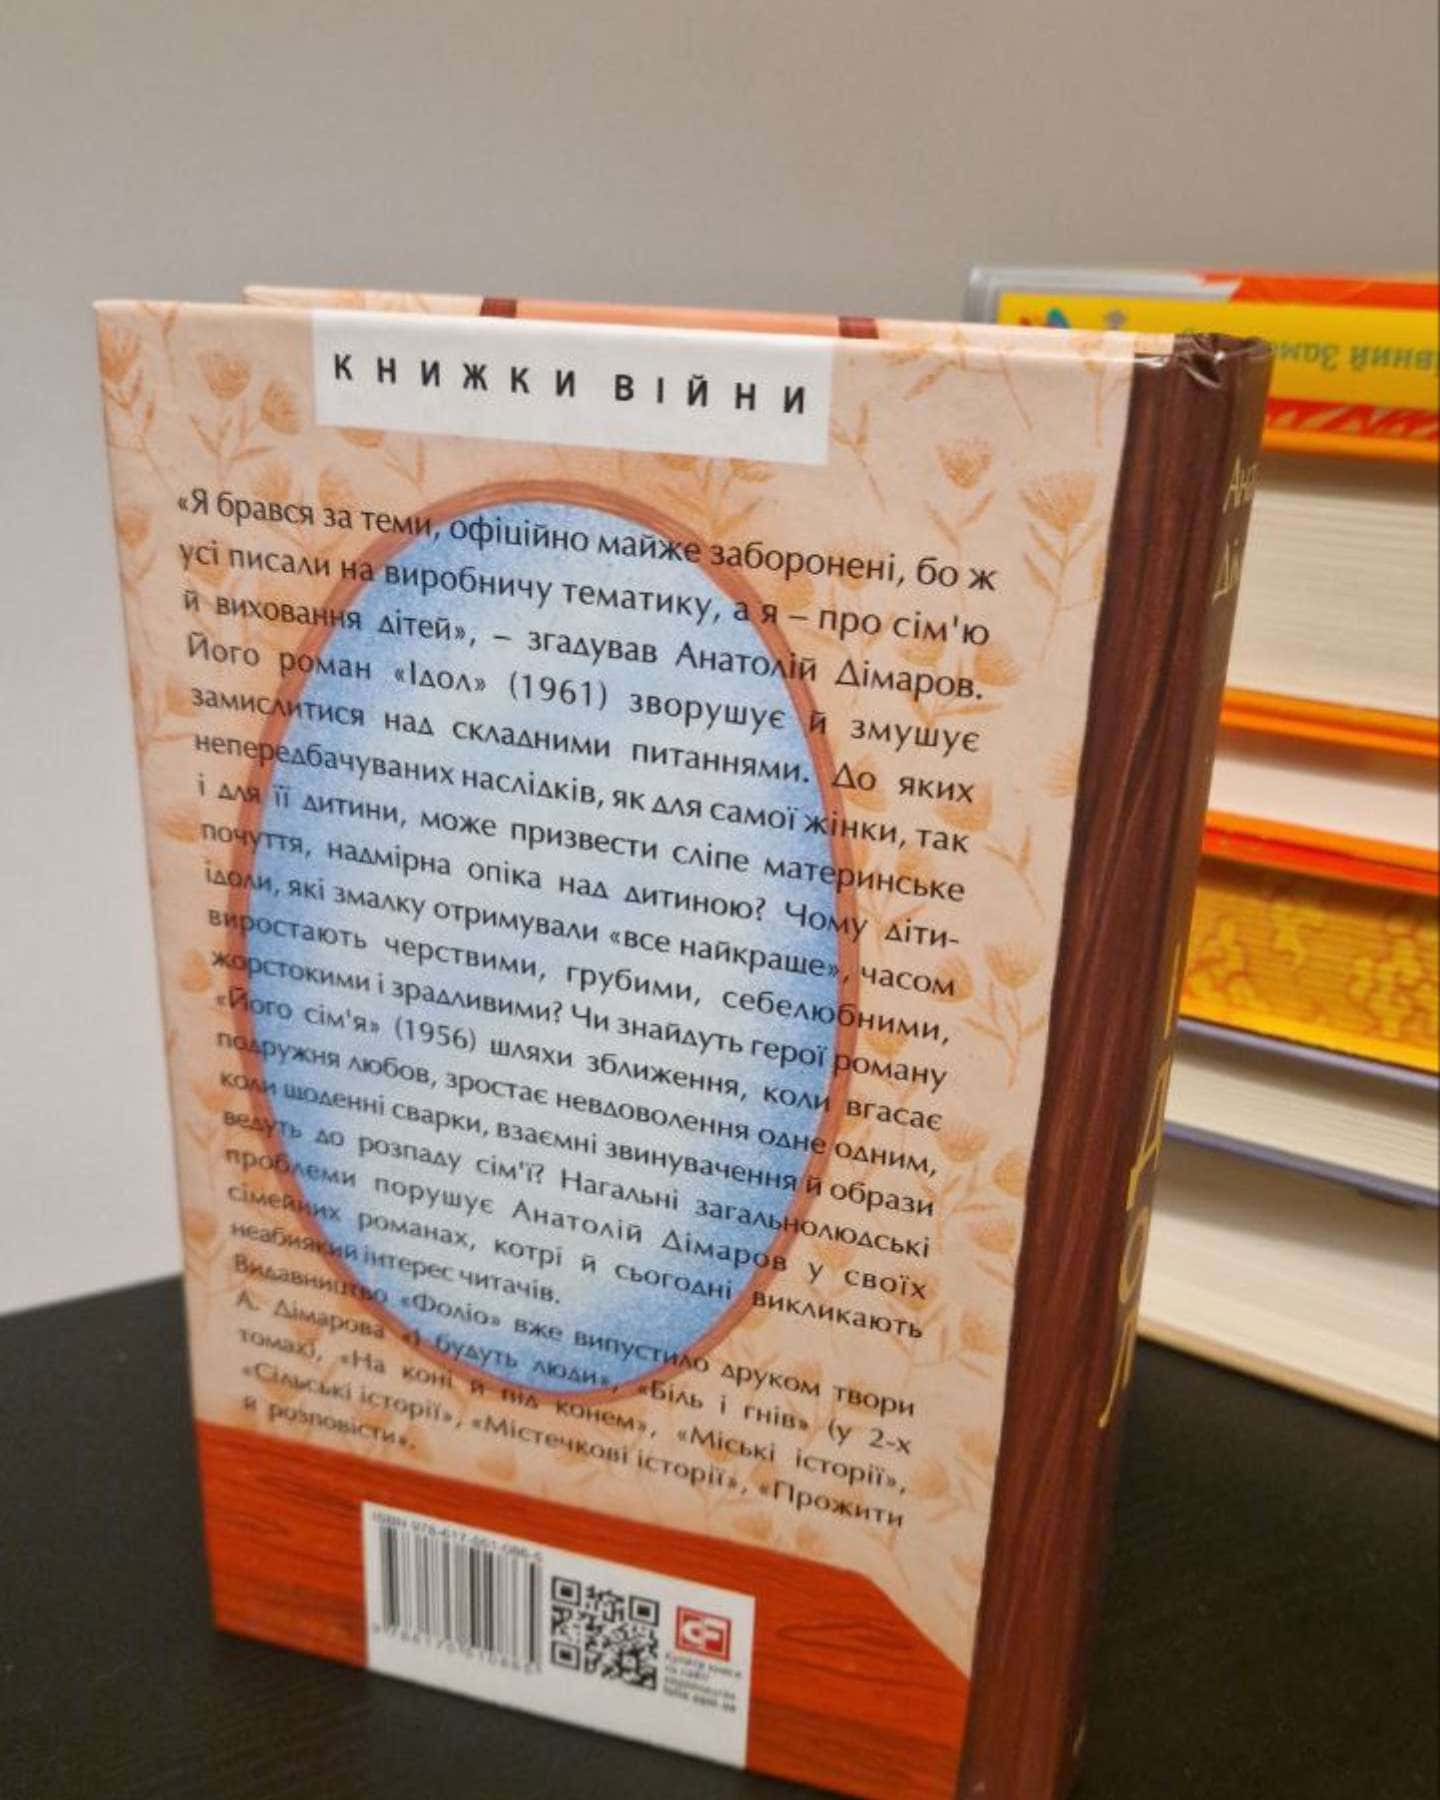 КНИЖКИ ВІЙНИ
«Я брався за теми, офіційно майже заборонені, бо ж
усі писали на виробничу тематику, а я – про сім'ю
й виховання дітей», – згадував Анатолій Дімаров.
Його роман «Ідол» (1961) зворушує й змушує
замислитися над складними питаннями. До яких
непередбачуваних наслідків, як для самої жінки, так
і для її дитини, може призвести сліпе материнське
почуття, надмірна опіка над дитиною? Чому діти-
ідоли, які змалку отримували «все найкраще», часом
виростають черствими, грубими, себелюбними,
жорстокими і зрадливими? Чи знайдуть герої роману
«Його сім'я» (1956) шляхи зближення, коли вгасає
подружня любов, зростає невдоволення одне одним,
коли щоденні сварки, взаємні звинувачення й образи
ведуть до розпаду сім'ї? Нагальні загальнолюдські
проблеми порушує Анатолій Дімаров у своїх
сімейних романах, котрі й сьогодні викликають
неабиякий інтерес читачів.
Видавництво «Фоліо» вже випустило друком твори
А. Дімарова «І будуть люди», «Біль і гнів» (у 2-х
томах), «На коні й під конем», «Міські історії»,
«Сільські історії», «Містечкові історії», «Прожити
й розповісти».
ІДОЛ